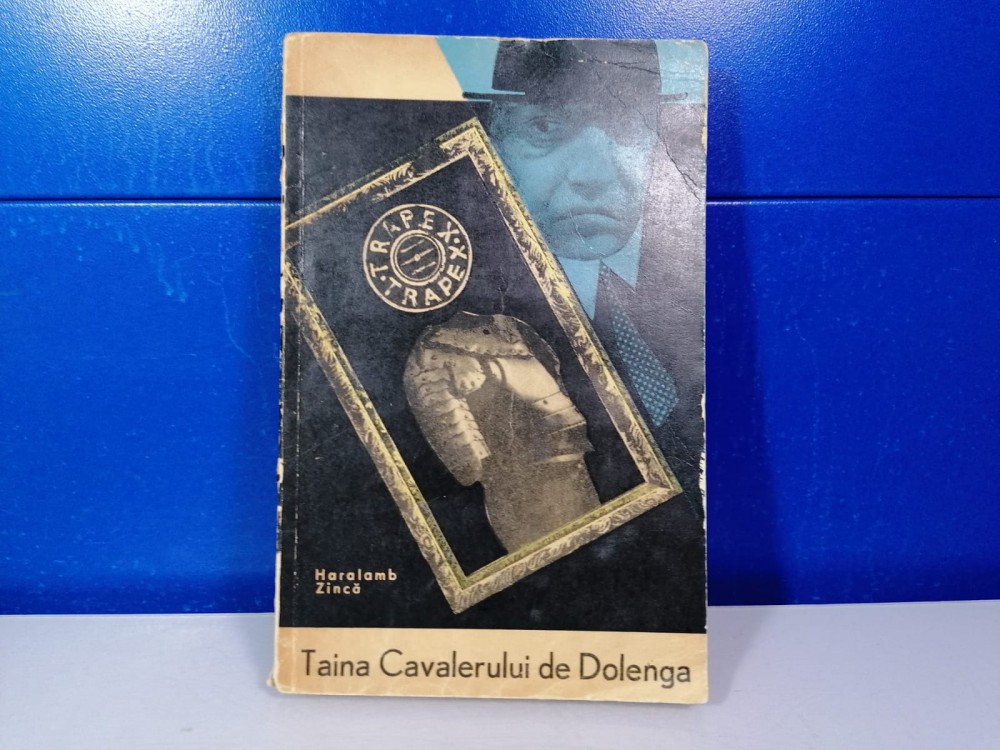 TRAPEX·X
·TRAPEX
Haralamb
Zincă
Taina Cavalerului de Dolenga